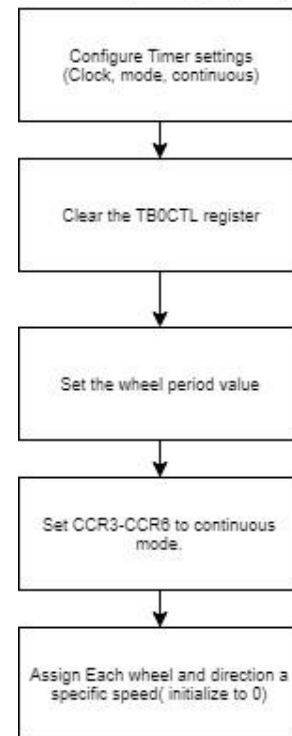 Configure Timer settings
(Clock, mode, continuous)
Clear the TB0CTL register
Set the wheel period value
Set CCR3-CCR6 to continuous
mode.
Assign Each wheel and direction a
specific speed( initialize to 0)